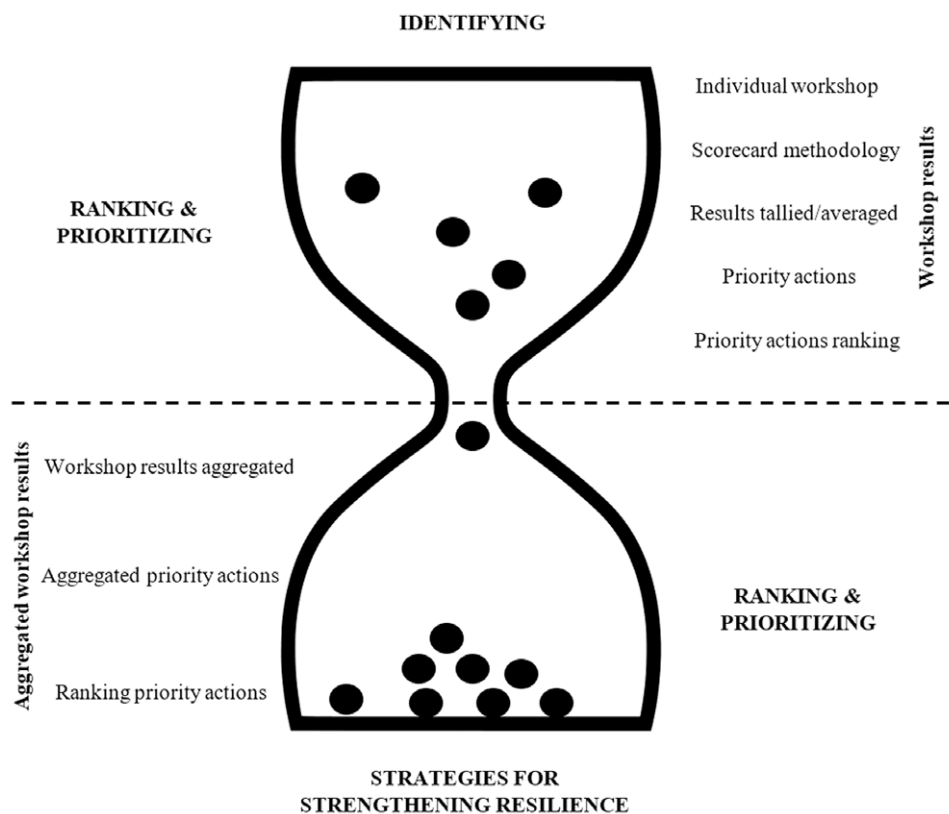 IDENTIFYING
Individual workshop
Scorecard methodology
Results tallied/averaged
Priority actions
Priority actions ranking
Workshop results
RANKING &
PRIORITIZING
Aggregated workshop results
Workshop results aggregated
Aggregated priority actions
Ranking priority actions
RANKING &
PRIORITIZING
STRATEGIES FOR
STRENGTHENING RESILIENCE